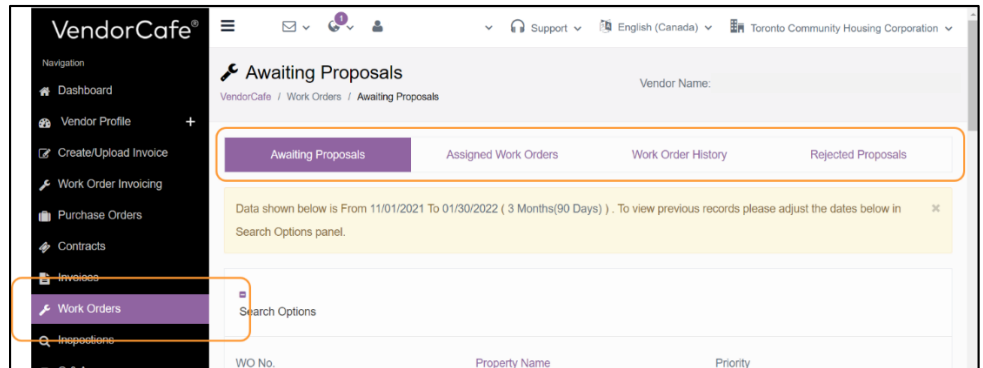 VendorCafe®
1
Support
English (Canada)
Toronto Community Housing Corporation
Navigation
Dashboard
Vendor Profile +
Create/Upload Invoice
Work Order Invoicing
Purchase Orders
Contracts
Invoices
Work Orders
Inspections
Awaiting Proposals
Vendor Name:
VendorCafe / Work Orders / Awaiting Proposals
Awaiting Proposals Assigned Work Orders Work Order History Rejected Proposals
Data shown below is From 11/01/2021 To 01/30/2022 ( 3 Months(90 Days) ) . To view previous records please adjust the dates below in
Search Options panel.
Search Options
WO No. Property Name Priority